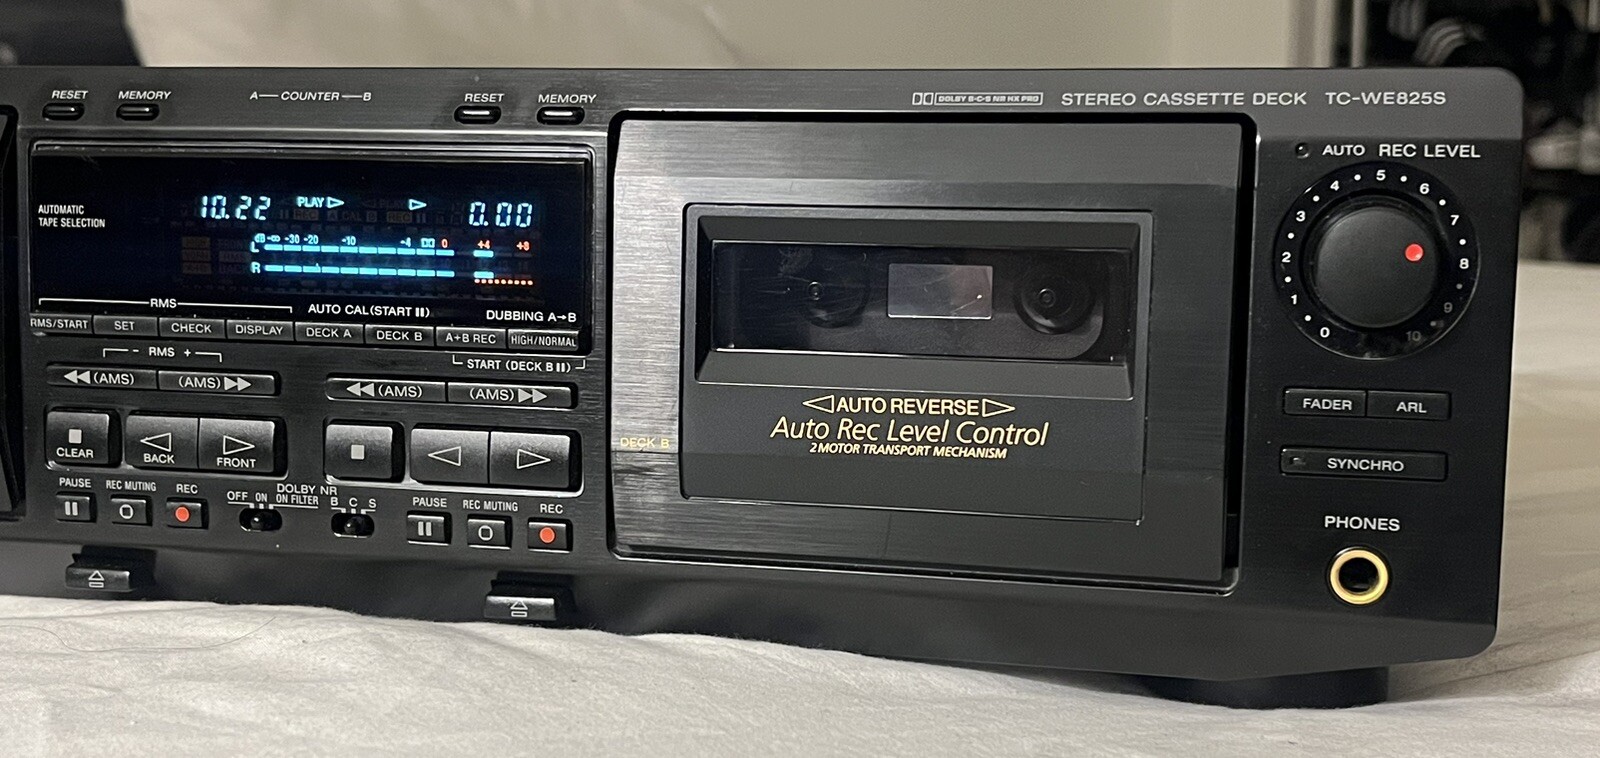 RESET MEMORY A—COUNTER—B RESET MEMORY
DOLBY B-C-S NR HX PRO STEREO CASSETTE DECK TC-WE825S
AUTO REC LEVEL
AUTOMATIC
TAPE SELECTION
10.22 PLAY 0.00
dB -∞ -30 -20 -10 -4 0 +4 +8
L
R
RMS AUTO CAL(START II) DUBBING A→B
RMS/START SET CHECK DISPLAY DECK A DECK B A+B REC HIGH/NORMAL
- RMS + START (DECK B II)
◀◀(AMS) (AMS)▶▶ ◀◀(AMS) (AMS)▶▶
CLEAR BACK FRONT
PAUSE REC MUTING REC
OFF ON ON FILTER
DOLBY NR
B C S
PAUSE REC MUTING REC
DECK B
◁AUTO REVERSE▷
Auto Rec Level Control
2 MOTOR TRANSPORT MECHANISM
0 1 2 3 4 5 6 7 8 9 10
FADER ARL
SYNCHRO
PHONES